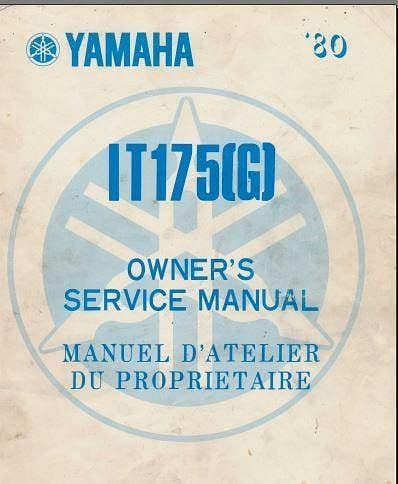 YAMAHA '80
IT175(G)
OWNER'S
SERVICE MANUAL
MANUEL D'ATELIER
DU PROPRIETAIRE